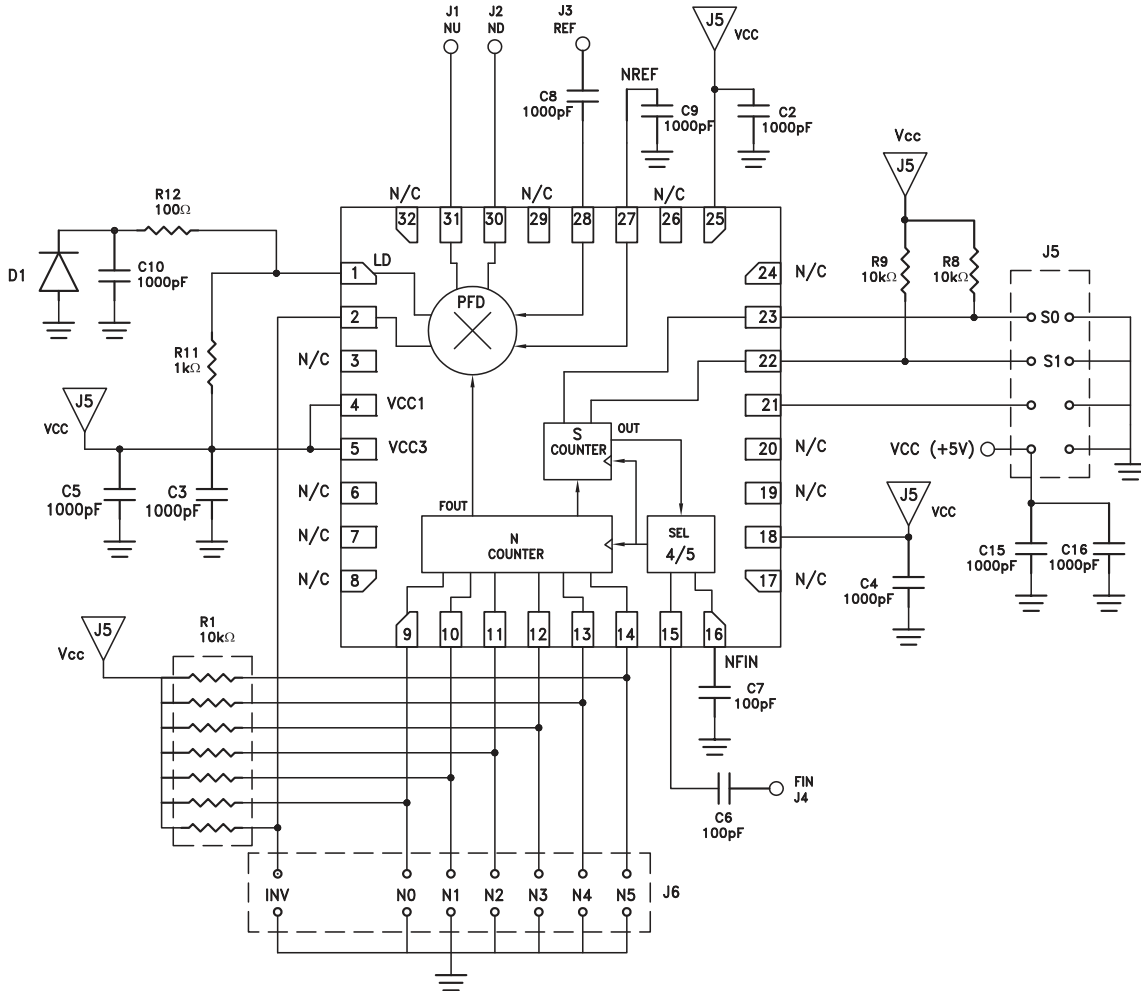 J1
NU
J2
ND
J3
REF
J5
VCC
C8
1000pF
NREF
C9
1000pF
C2
1000pF
Vcc
J5
R12
100Ω
N/C
N/C
N/C
32
31
30
29
28
27
26
25
D1
C10
1000pF
1
LD
PFD
24
N/C
R9
10kΩ
R8
10kΩ
J5
2
23
S0
R11
1kΩ
N/C
3
22
S1
J5
VCC
4
VCC1
21
5
VCC3
S
COUNTER
OUT
20
N/C
VCC (+5V)
C5
1000pF
C3
1000pF
N/C
6
FOUT
19
N/C
J5
VCC
N/C
7
N
COUNTER
SEL
4/5
18
C15
1000pF
C16
1000pF
N/C
8
17
N/C
C4
1000pF
J5
Vcc
R1
10kΩ
9
10
11
12
13
14
15
16
NFIN
C7
100pF
C6
100pF
FIN
J4
INV
N0
N1
N2
N3
N4
N5
J6